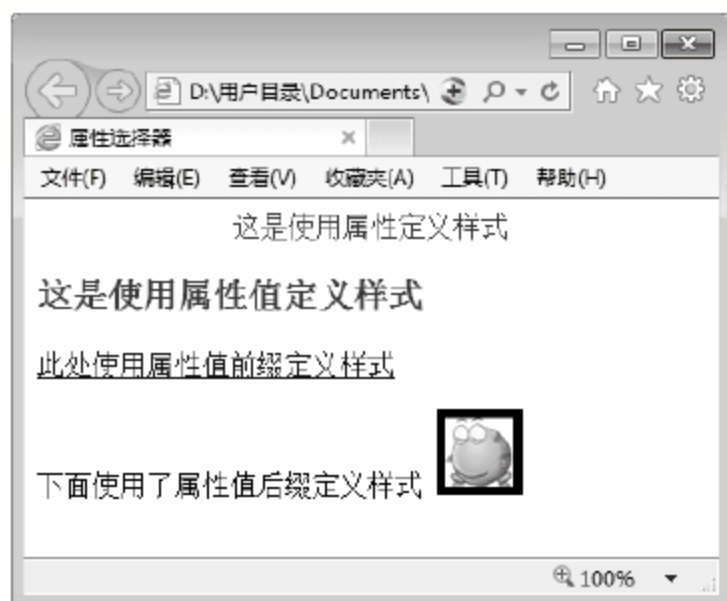 D:\用户目录\Documents\
属性选择器
文件(F) 编辑(E) 查看(V) 收藏夹(A) 工具(T) 帮助(H)
这是使用属性定义样式
这是使用属性值定义样式
此处使用属性值前缀定义样式
下面使用了属性值后缀定义样式
100%